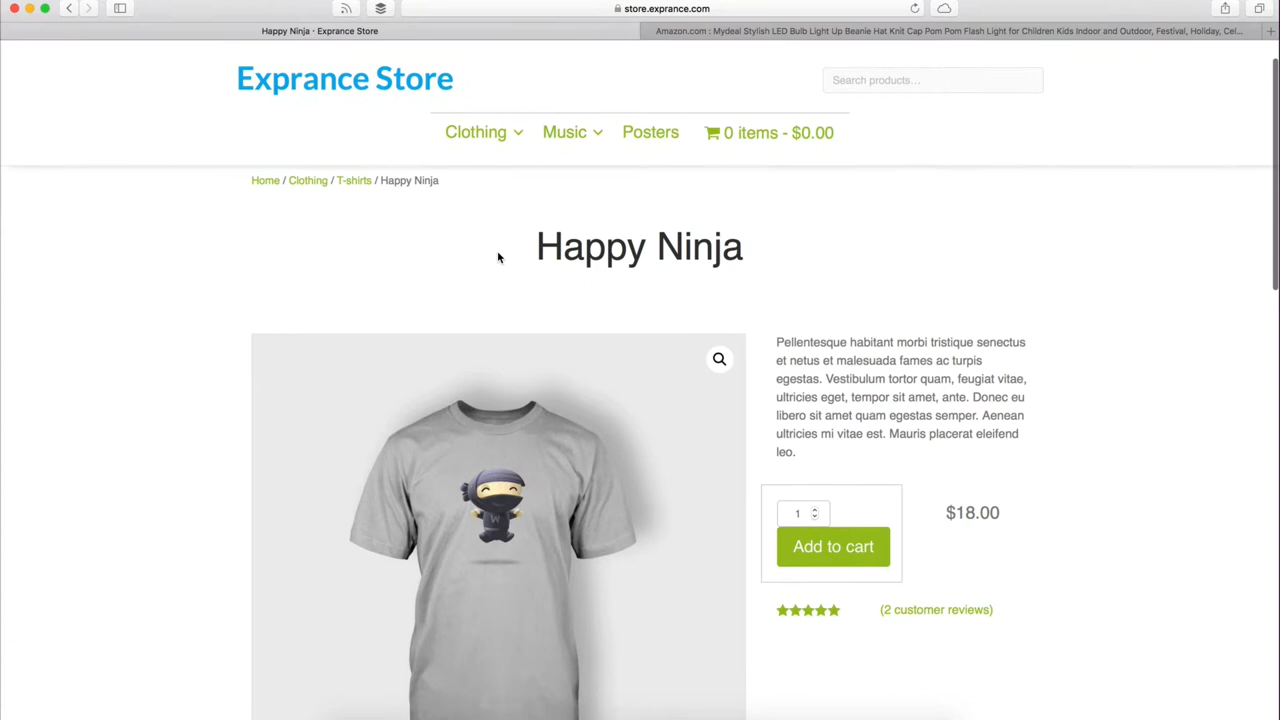 store.exprance.com
Happy Ninja · Exprance Store
Amazon.com : Mydeal Stylish LED Bulb Light Up Beanie Hat Knit Cap Pom Pom Flash Light for Children Kids Indoor and Outdoor, Festival, Holiday, Cel...
Exprance Store
Search products...
Clothing
Music
Posters
0 items - $0.00
Home / Clothing / T-shirts / Happy Ninja
Happy Ninja
Pellentesque habitant morbi tristique senectus
et netus et malesuada fames ac turpis
egestas. Vestibulum tortor quam, feugiat vitae,
ultricies eget, tempor sit amet, ante. Donec eu
libero sit amet quam egestas semper. Aenean
ultricies mi vitae est. Mauris placerat eleifend
leo.
W
1
$18.00
Add to cart
(2 customer reviews)